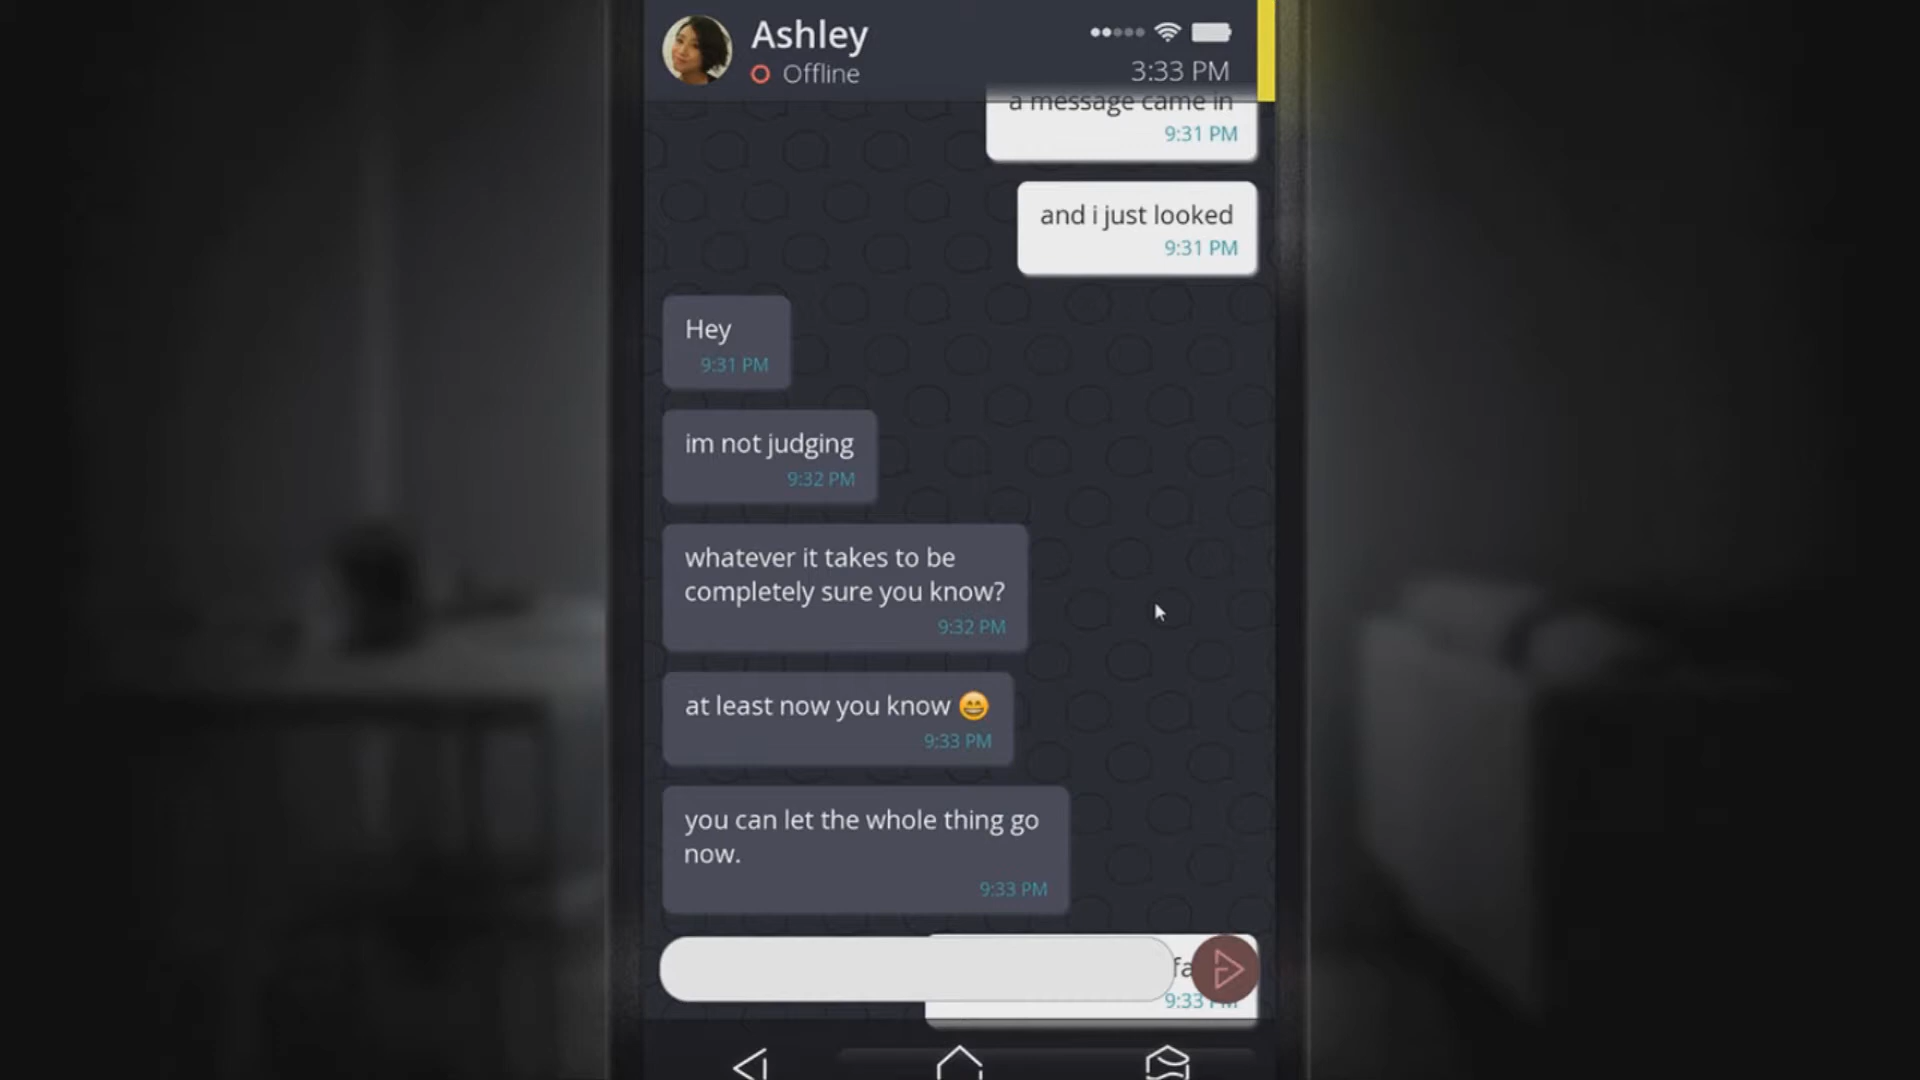 Ashley
Offline
3:33 PM
a message came in
9:31 PM
and i just looked
9:31 PM
Hey
9:31 PM
im not judging
9:32 PM
whatever it takes to be
completely sure you know?
9:32 PM
at least now you know 😄
9:33 PM
you can let the whole thing go
now.
9:33 PM
9:33 PM